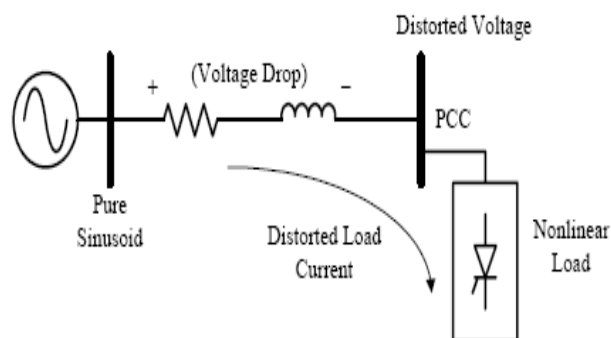 Distorted Voltage
(Voltage Drop)
+
−
PCC
Pure
Sinusoid
Distorted Load
Current
Nonlinear
Load